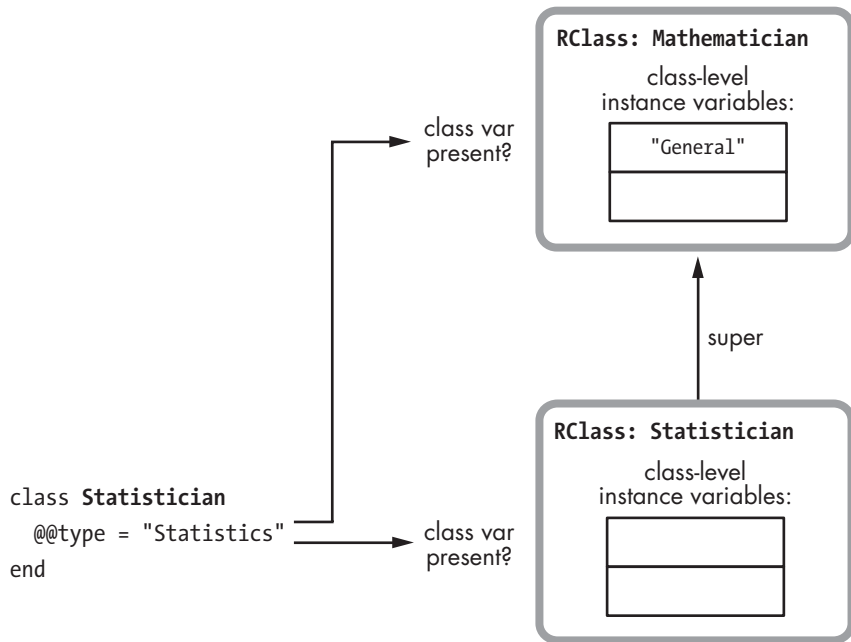 RClass: Mathematician
class-level
instance variables:
"General"
class var
present?
super
RClass: Statistician
class-level
instance variables:
class Statistician
  @@type = "Statistics"
end
class var
present?